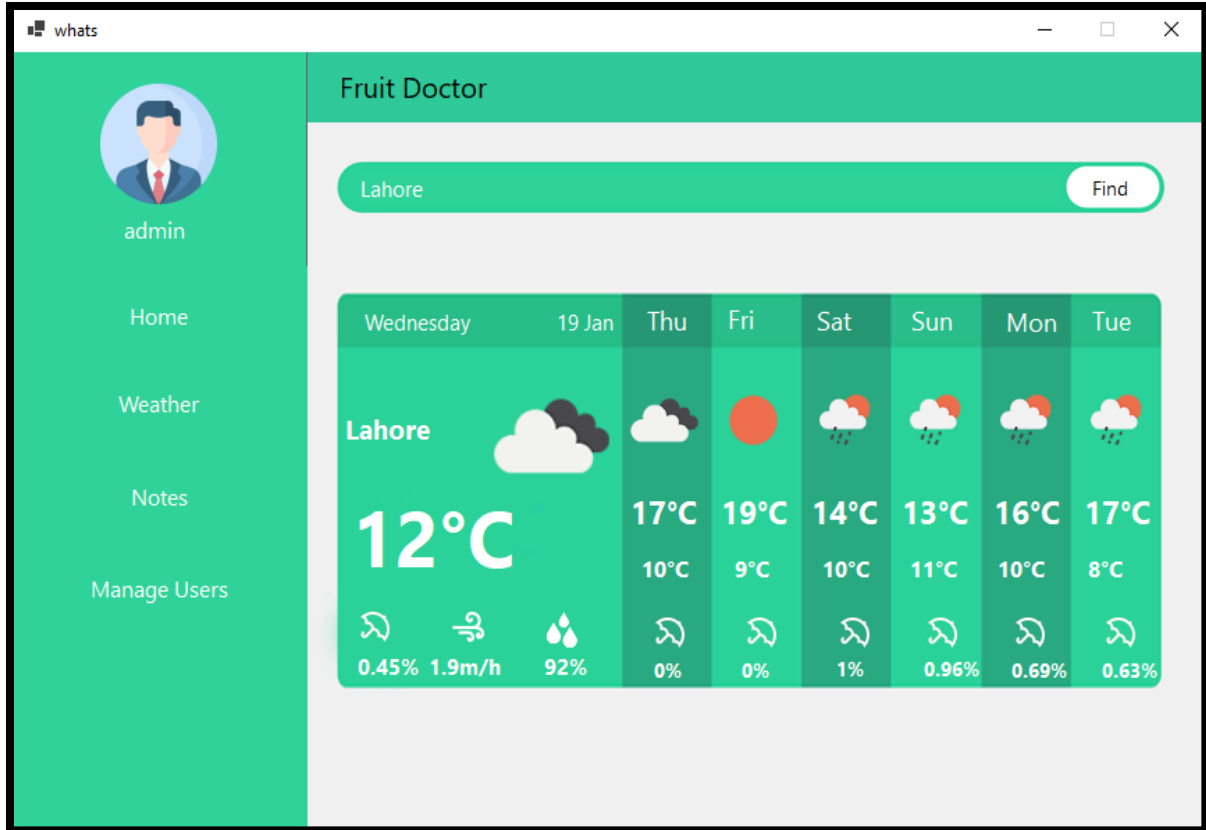 whats
Fruit Doctor
admin
Home
Weather
Notes
Manage Users
Lahore Find
Wednesday 19 Jan Thu Fri Sat Sun Mon Tue
Lahore
12°C 17°C 19°C 14°C 13°C 16°C 17°C
10°C 9°C 10°C 11°C 10°C 8°C
0.45% 1.9m/h 92% 0% 0% 1% 0.96% 0.69% 0.63%